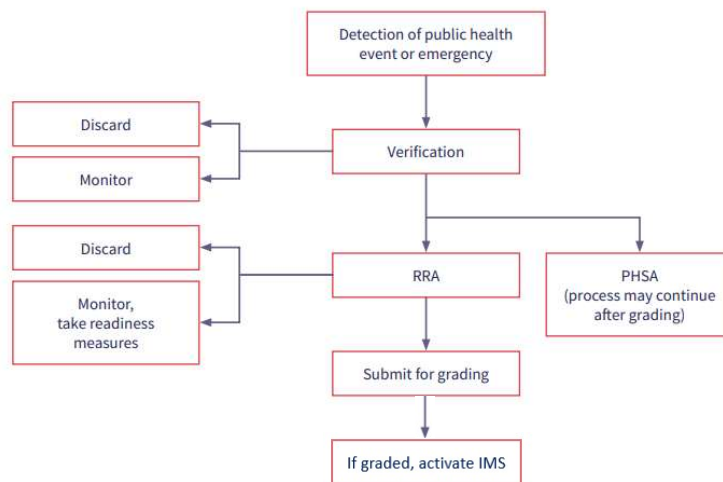 Detection of public health
event or emergency
Discard
Verification
Monitor
Discard
RRA
PHSA
(process may continue
after grading)
Monitor,
take readiness
measures
Submit for grading
If graded, activate IMS